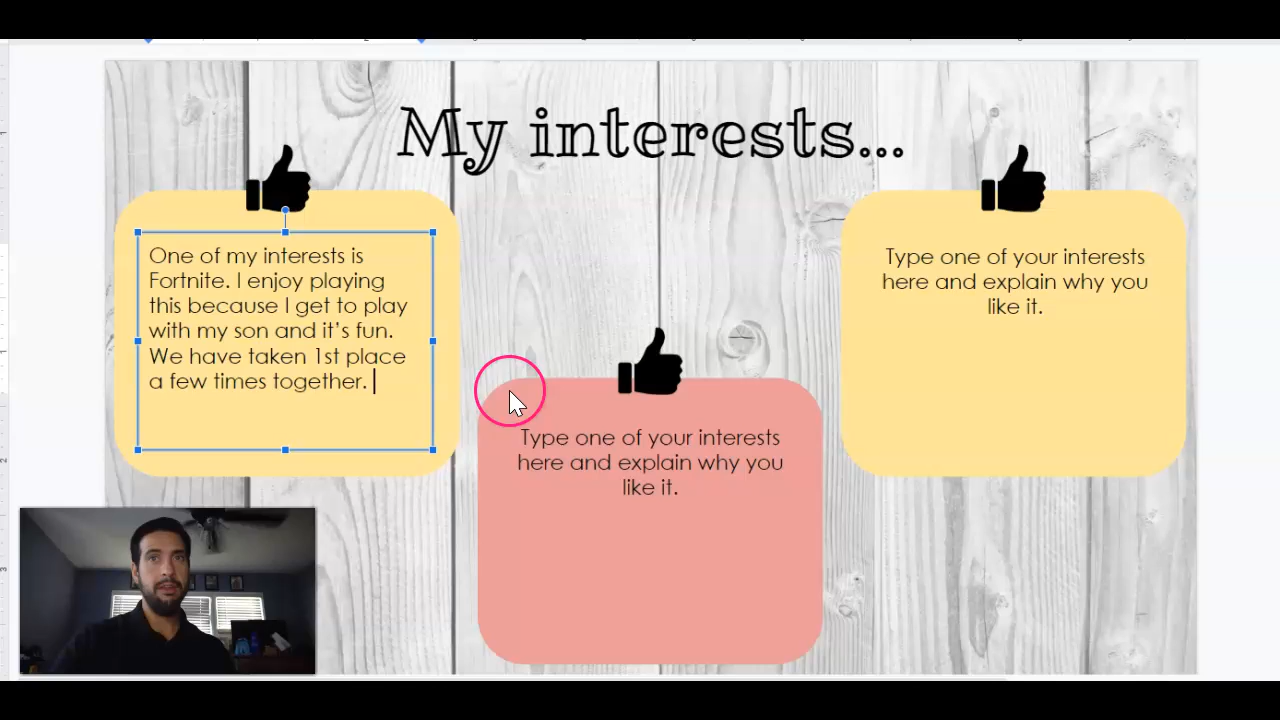 My interests...
One of my interests is
Fortnite. I enjoy playing
this because I get to play
with my son and it's fun.
We have taken 1st place
a few times together.
Type one of your interests
here and explain why you
like it.
Type one of your interests
here and explain why you
like it.